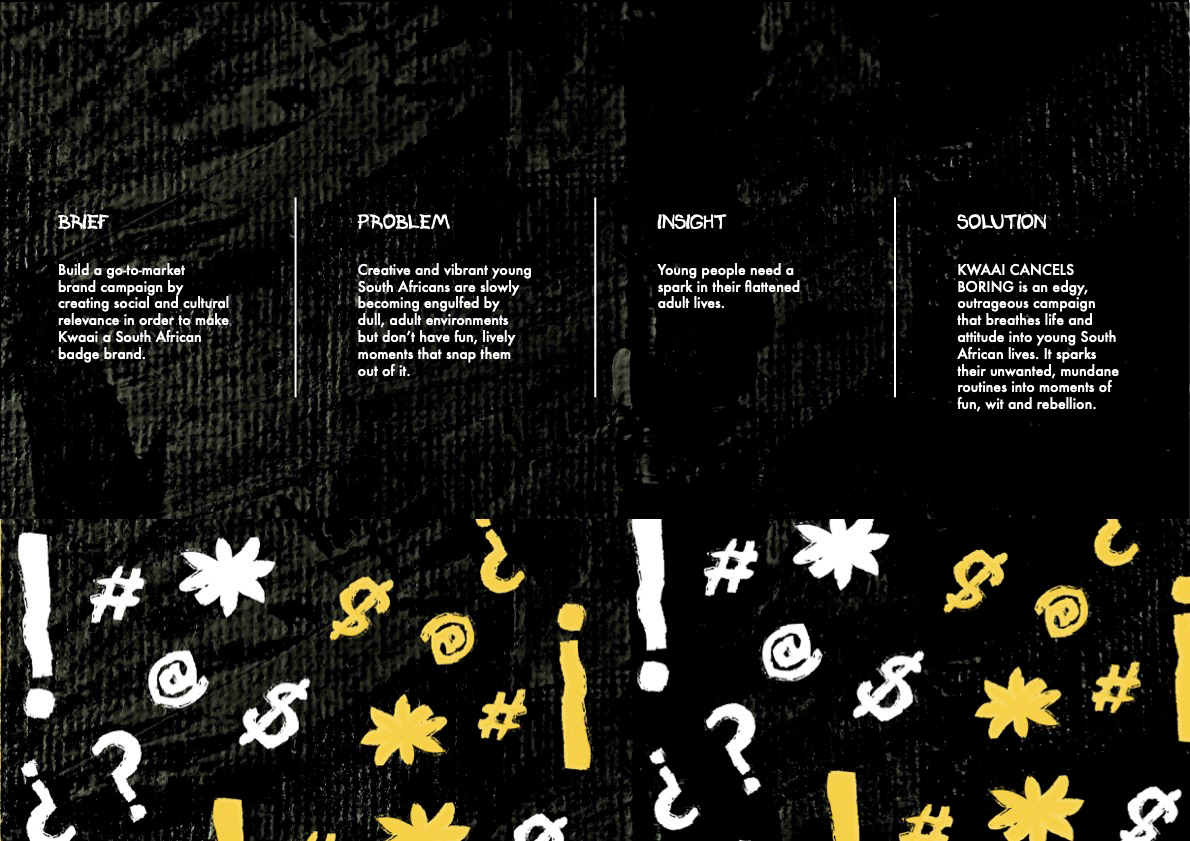 BRIEF
Build a go-to-market
brand campaign by
creating social and cultural
relevance in order to make
Kwaai a South African
badge brand.
PROBLEM
Creative and vibrant young
South Africans are slowly
becoming engulfed by
dull, adult environments
but don’t have fun, lively
moments that snap them
out of it.
INSIGHT
Young people need a
spark in their flattened
adult lives.
SOLUTION
KWAAI CANCELS
BORING is an edgy,
outrageous campaign
that breathes life and
attitude into young South
African lives. It sparks
their unwanted, mundane
routines into moments of
fun, wit and rebellion.